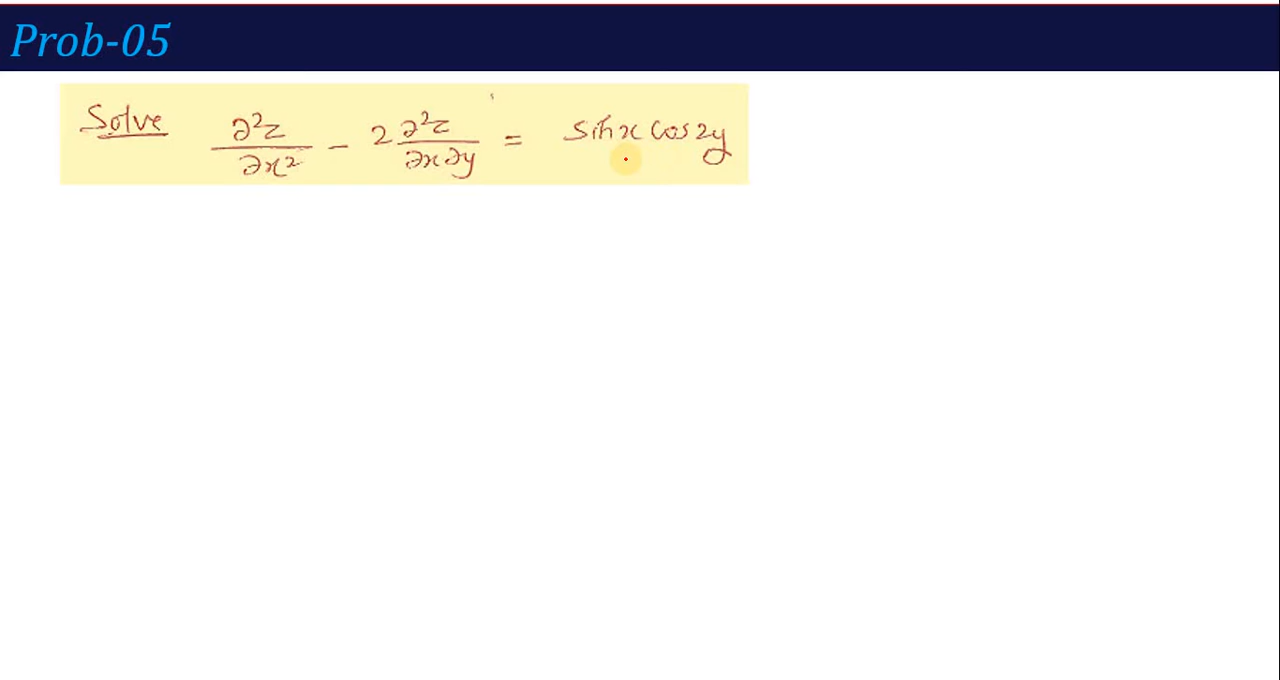 Prob-05
Solve ∂²z/∂x² - 2 ∂²z/∂x∂y = sin x cos 2y